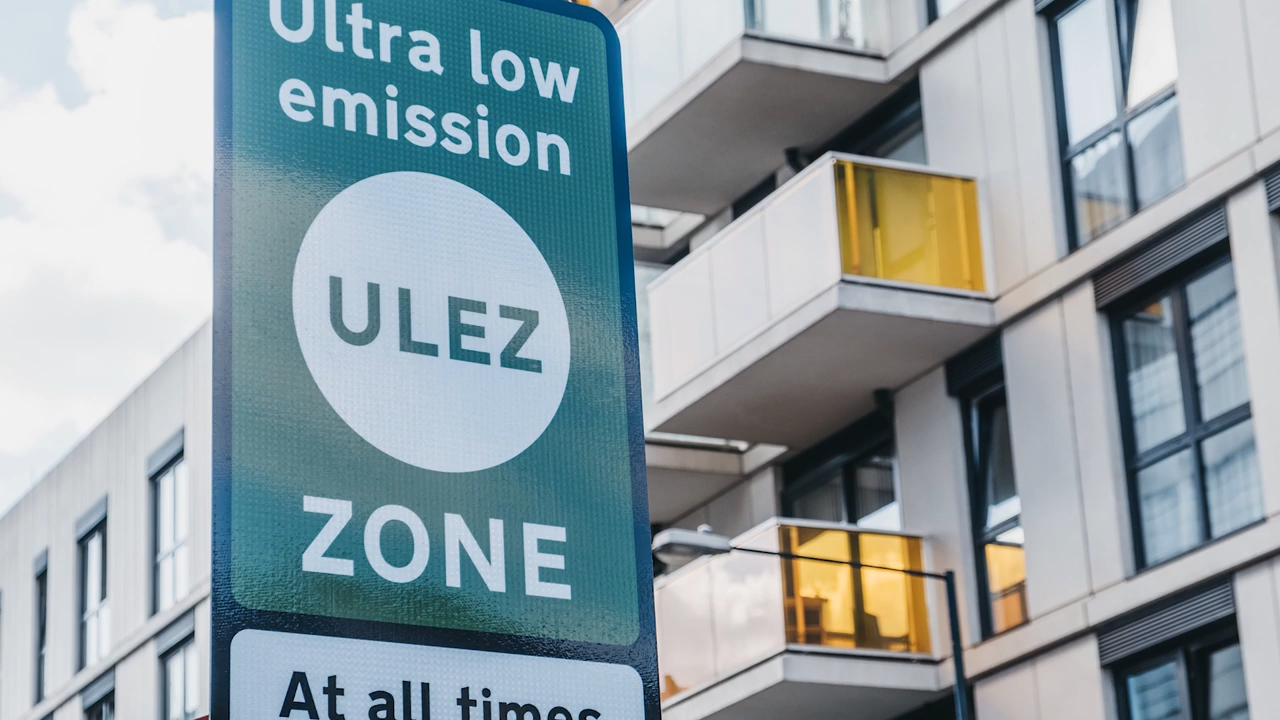 Ultra low
emission
ULEZ
ZONE
At all times